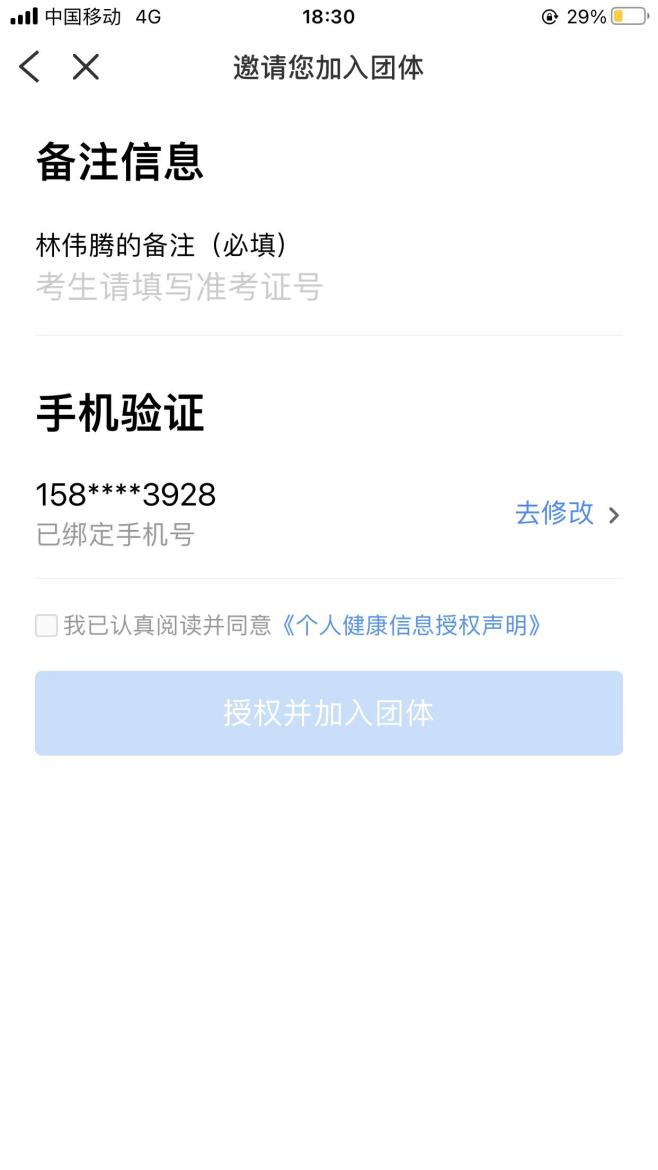 中国移动 4G 18:30 29%
邀请您加入团体
备注信息
林伟腾的备注（必填）
考生请填写准考证号
手机验证
158****3928
已绑定手机号
去修改
我已认真阅读并同意《个人健康信息授权声明》
授权并加入团体